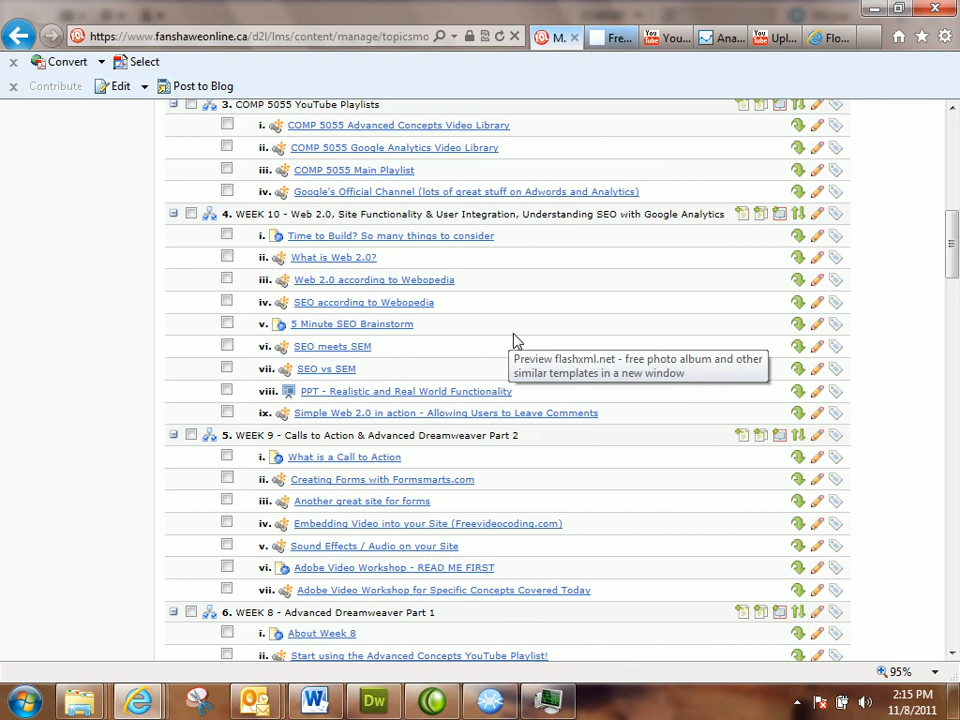 https://www.fanshaweonline.ca/d2l/lms/content/manage/topicsmo
M.
Fre...
You...
Ana...
Upl...
Flo...
Convert
Select
Contribute
Edit
Post to Blog
3. COMP 5055 YouTube Playlists
i. COMP 5055 Advanced Concepts Video Library
ii. COMP 5055 Google Analytics Video Library
iii. COMP 5055 Main Playlist
iv. Google's Official Channel (lots of great stuff on Adwords and Analytics)
4. WEEK 10 - Web 2.0, Site Functionality & User Integration, Understanding SEO with Google Analytics
i. Time to Build? So many things to consider
ii. What is Web 2.0?
iii. Web 2.0 according to Webopedia
iv. SEO according to Webopedia
v. 5 Minute SEO Brainstorm
vi. SEO meets SEM
Preview flashxml.net - free photo album and other
similar templates in a new window
vii. SEO vs SEM
viii. PPT - Realistic and Real World Functionality
ix. Simple Web 2.0 in action - Allowing Users to Leave Comments
5. WEEK 9 - Calls to Action & Advanced Dreamweaver Part 2
i. What is a Call to Action
ii. Creating Forms with Formsmarts.com
iii. Another great site for forms
iv. Embedding Video into your Site (Freevideocoding.com)
v. Sound Effects / Audio on your Site
vi. Adobe Video Workshop - READ ME FIRST
vii. Adobe Video Workshop for Specific Concepts Covered Today
6. WEEK 8 - Advanced Dreamweaver Part 1
i. About Week 8
ii. Start using the Advanced Concepts YouTube Playlist!
95%
Dw
2:15 PM
11/8/2011